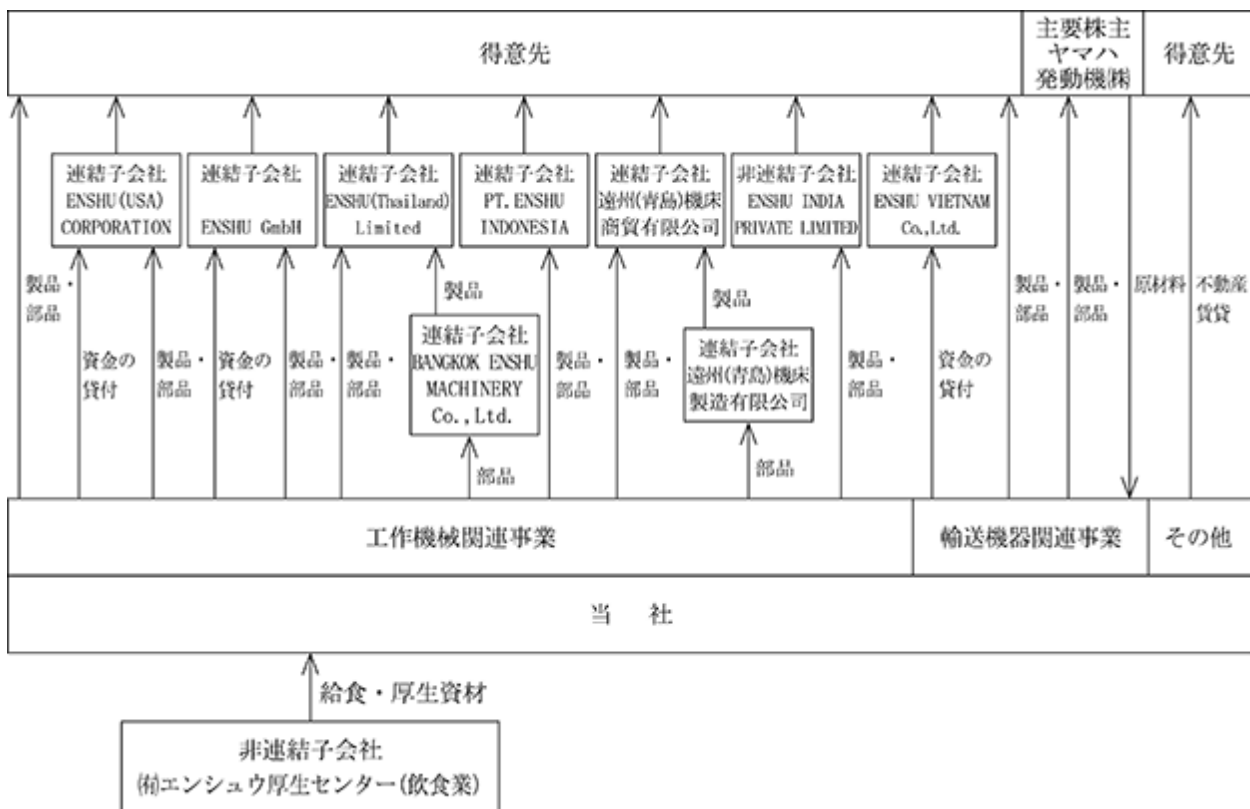 得意先
主要株主
ヤマハ
発動機㈱
得意先
連結子会社
ENSHU(USA)
CORPORATION
連結子会社
ENSHU GmbH
連結子会社
ENSHU(Thailand)
Limited
連結子会社
PT. ENSHU
INDONESIA
連結子会社
遠州(青島)機床
商貿有限公司
非連結子会社
ENSHU INDIA
PRIVATE LIMITED
連結子会社
ENSHU VIETNAM
Co.,Ltd.
製品・
部品
資金の
貸付
製品・
部品
資金の
貸付
製品・
部品
製品・
部品
製品
連結子会社
BANGKOK ENSHU
MACHINERY
Co.,Ltd.
部品
製品・
部品
製品・
部品
製品
連結子会社
遠州(青島)機床
製造有限公司
部品
製品・
部品
資金の
貸付
製品・
部品
製品・
部品
原材料
不動産
賃貸
工作機械関連事業
輸送機器関連事業
その他
当 社
給食・厚生資材
非連結子会社
㈲エンシュウ厚生センター(飲食業)